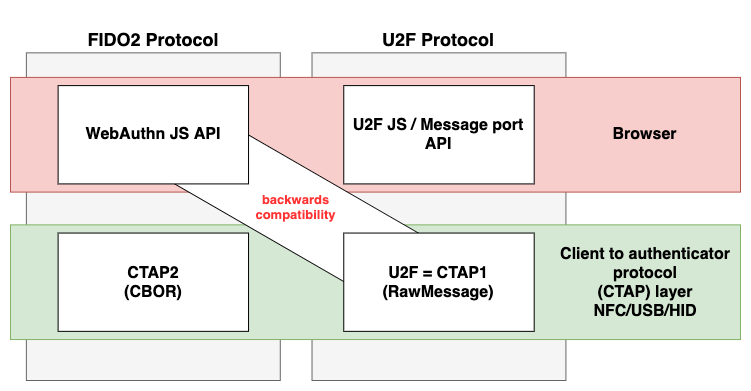 FIDO2 Protocol
U2F Protocol
WebAuthn JS API
U2F JS / Message port
API
Browser
backwards
compatibility
CTAP2
(CBOR)
U2F = CTAP1
(RawMessage)
Client to authenticator
protocol
(CTAP) layer
NFC/USB/HID